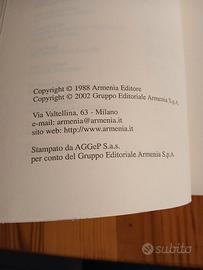 Copyright © 1988 Armenia Editore
Copyright © 2002 Gruppo Editoriale Armenia S.p.A.
Via Valtellina, 63 - Milano
e-mail: armenia@armenia.it
sito web: http://www.armenia.it
Stampato da AGGeP S.a.s.
per conto del Gruppo Editoriale Armenia S.p.A
subito